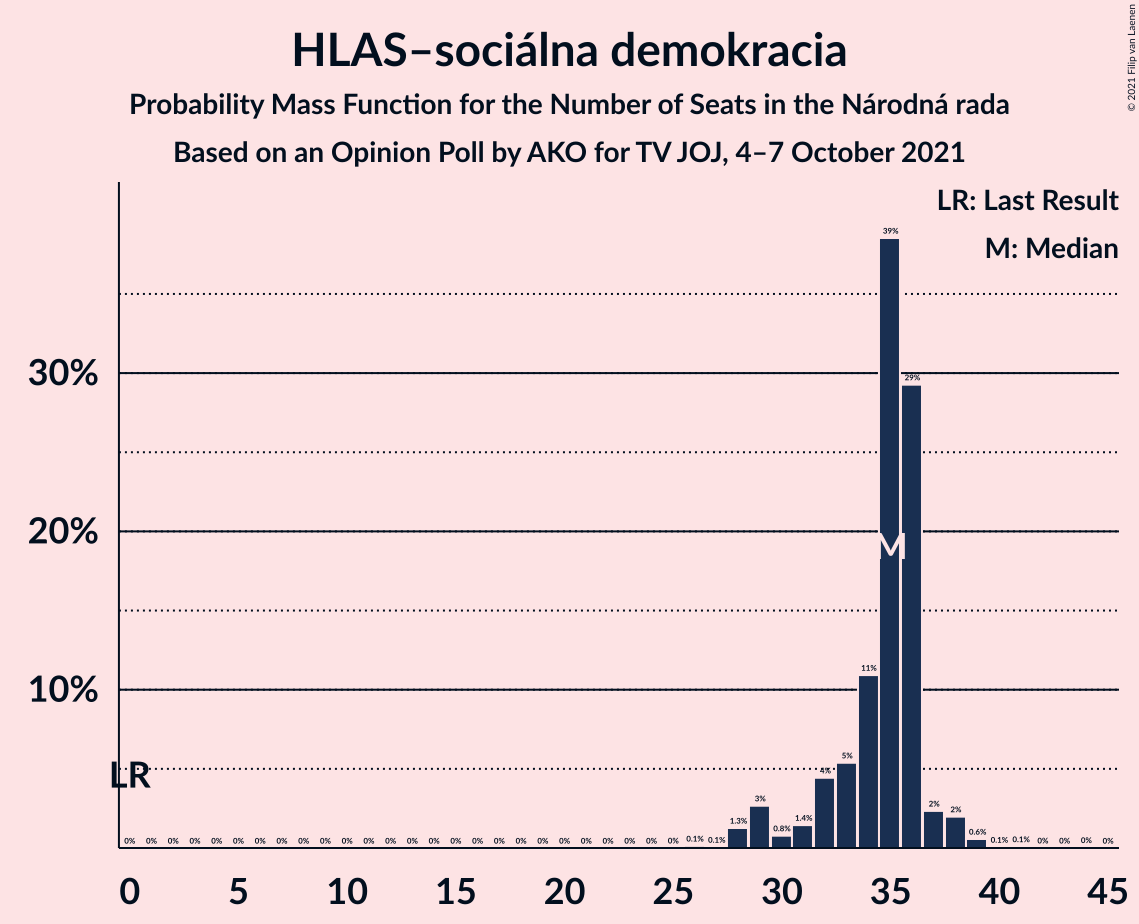 HLAS–sociálna demokracia
Probability Mass Function for the Number of Seats in the Národná rada
Based on an Opinion Poll by AKO for TV JOJ, 4–7 October 2021
© 2021 Filip van Laenen
LR: Last Result
M: Median
30%
20%
10%
LR
M
0% 0% 0% 0% 0% 0% 0% 0% 0% 0% 0% 0% 0% 0% 0% 0% 0% 0% 0% 0% 0% 0% 0% 0% 0% 0% 0.1% 0.1% 1.3% 3% 0.8% 1.4% 4% 5% 11% 39% 29% 2% 2% 0.6% 0.1% 0.1% 0% 0% 0% 0%
0 5 10 15 20 25 30 35 40 45